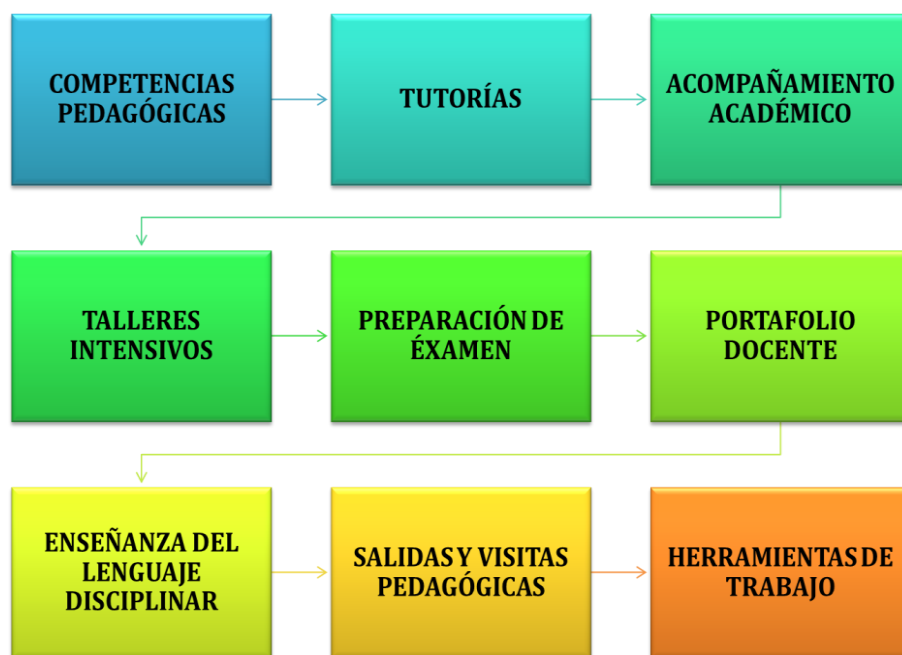 COMPETENCIAS
PEDAGÓGICAS
TUTORÍAS
ACOMPAÑAMIENTO
ACADÉMICO
TALLERES
INTENSIVOS
PREPARACIÓN DE
ÉXAMEN
PORTAFOLIO
DOCENTE
ENSEÑANZA DEL
LENGUAJE
DISCIPLINAR
SALIDAS Y VISITAS
PEDAGÓGICAS
HERRAMIENTAS DE
TRABAJO